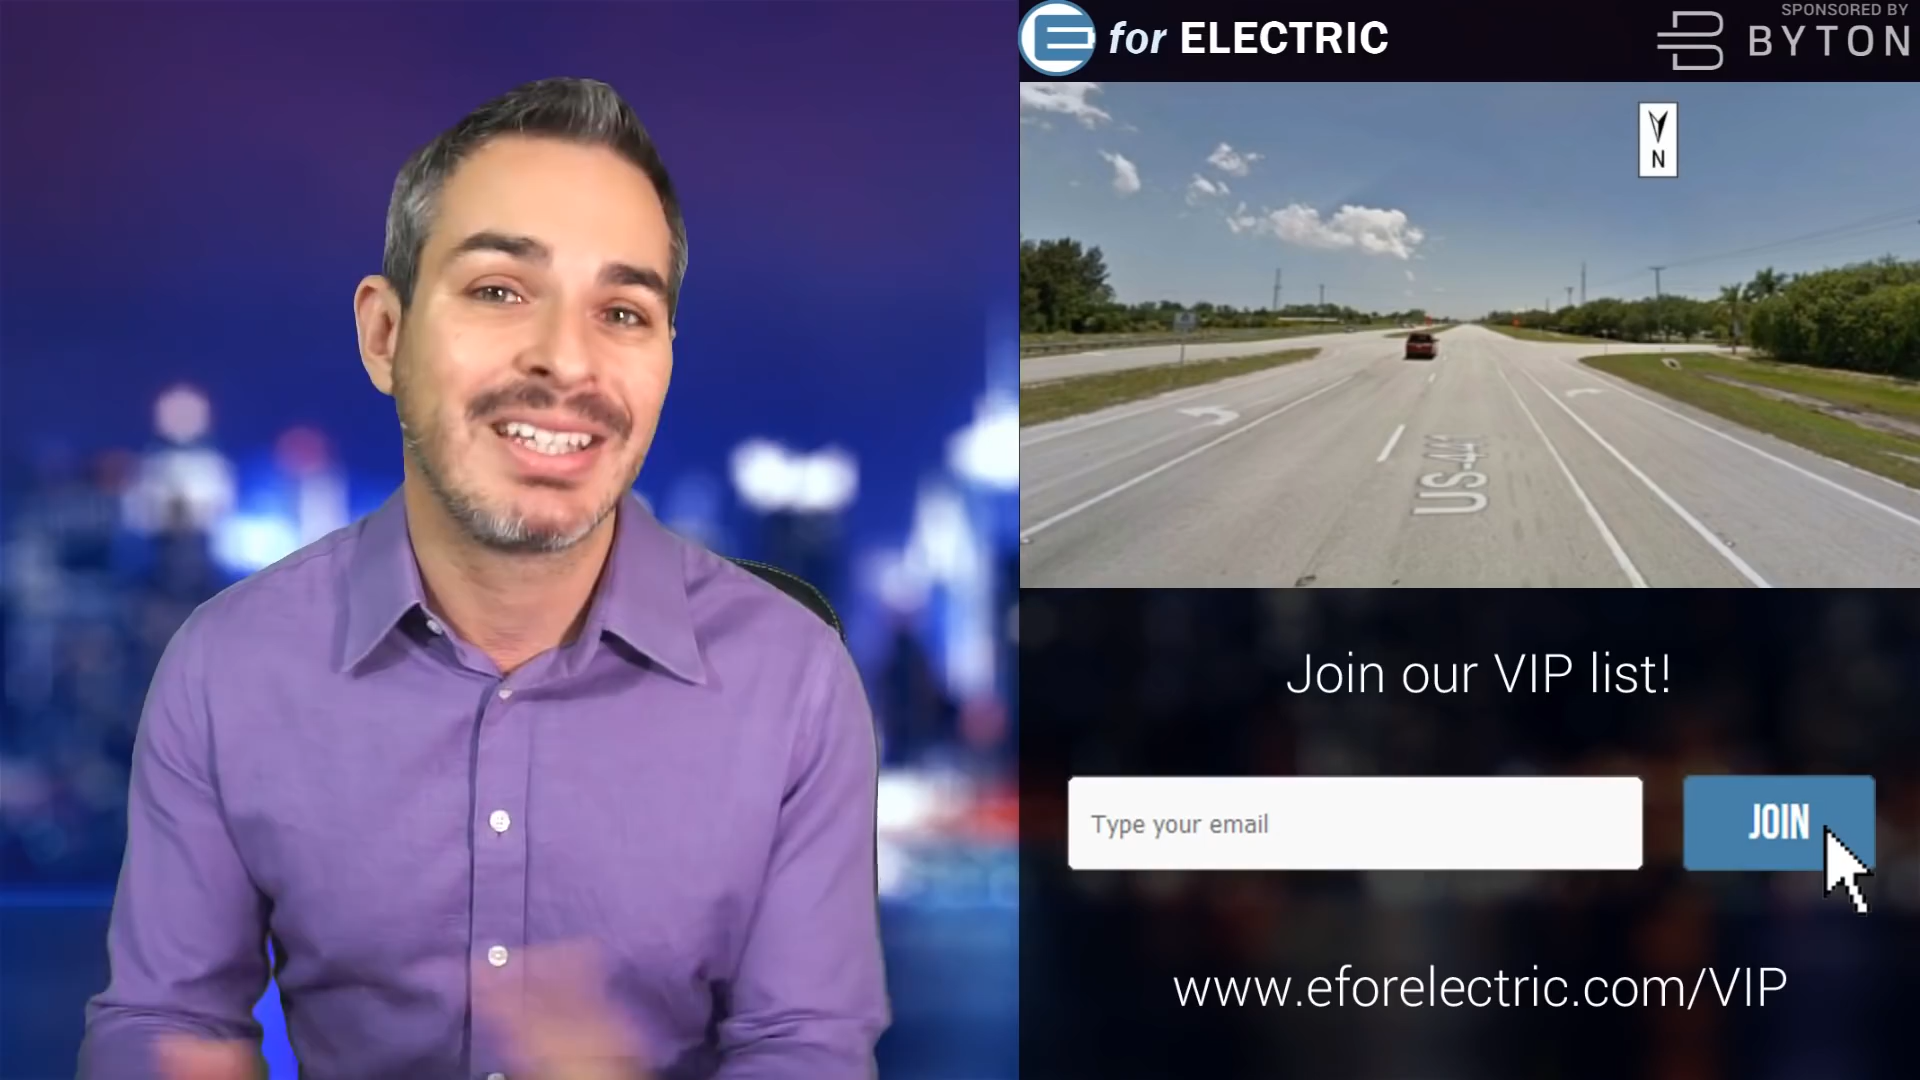 for ELECTRIC
SPONSORED BY
BYTON
N
US-441
Join our VIP list!
Type your email
JOIN
www.eforelectric.com/VIP